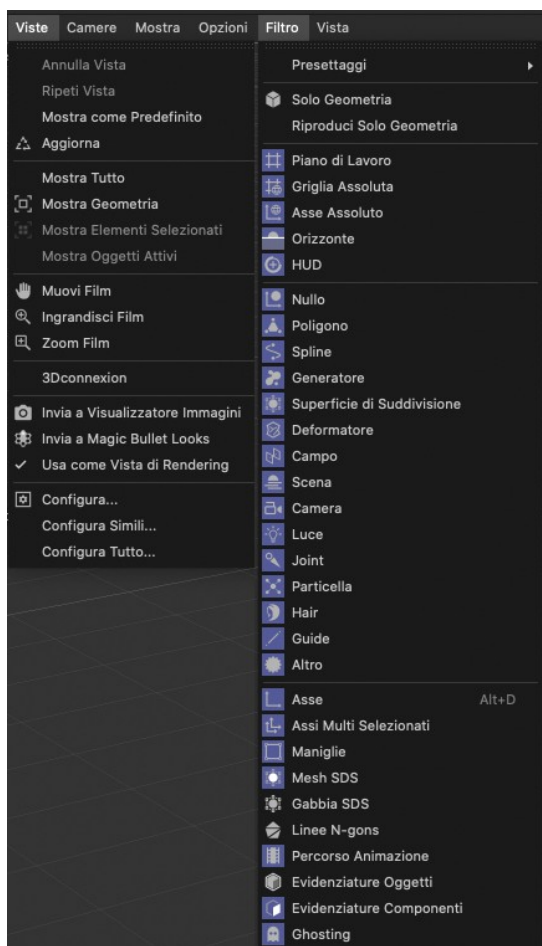 Viste Camere Mostra Opzioni Filtro Vista
Annulla Vista
Ripeti Vista
Mostra come Predefinito
Aggiorna
Mostra Tutto
Mostra Geometria
Mostra Elementi Selezionati
Mostra Oggetti Attivi
Muovi Film
Ingrandisci Film
Zoom Film
3Dconnexion
Invia a Visualizzatore Immagini
Invia a Magic Bullet Looks
Usa come Vista di Rendering
Configura...
Configura Simili...
Configura Tutto...
Presettaggi
Solo Geometria
Riproduci Solo Geometria
Piano di Lavoro
Griglia Assoluta
Asse Assoluto
Orizzonte
HUD
Nullo
Poligono
Spline
Generatore
Superficie di Suddivisione
Deformatore
Campo
Scena
Camera
Luce
Joint
Particella
Hair
Guide
Altro
Asse Alt+D
Assi Multi Selezionati
Maniglie
Mesh SDS
Gabbia SDS
Linee N-gons
Percorso Animazione
Evidenziature Oggetti
Evidenziature Componenti
Ghosting